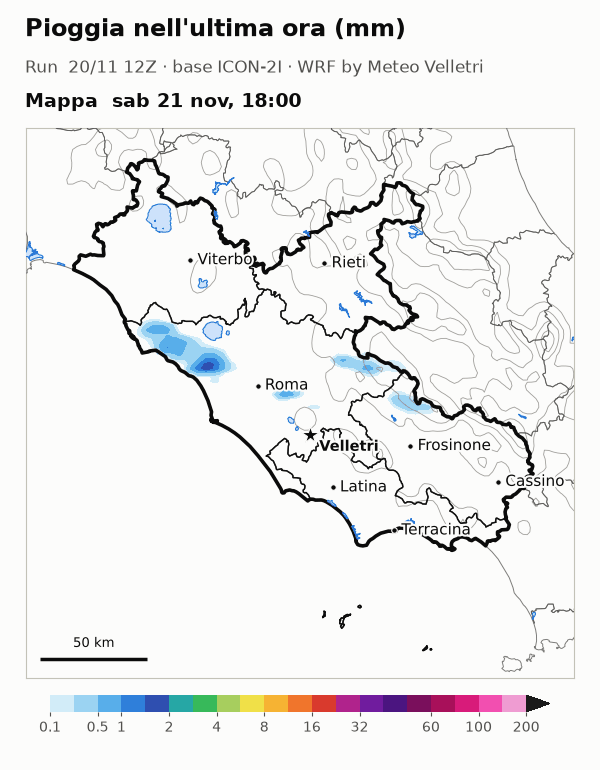 Pioggia nell'ultima ora (mm)
Run  20/11 12Z · base ICON-2I · WRF by Meteo Velletri
Mappa  sab 21 nov, 18:00
Viterbo
Rieti
Roma
Velletri
Frosinone
Cassino
Latina
Terracina
50 km
0.1 0.5 1 2 4 8 16 32 60 100 200